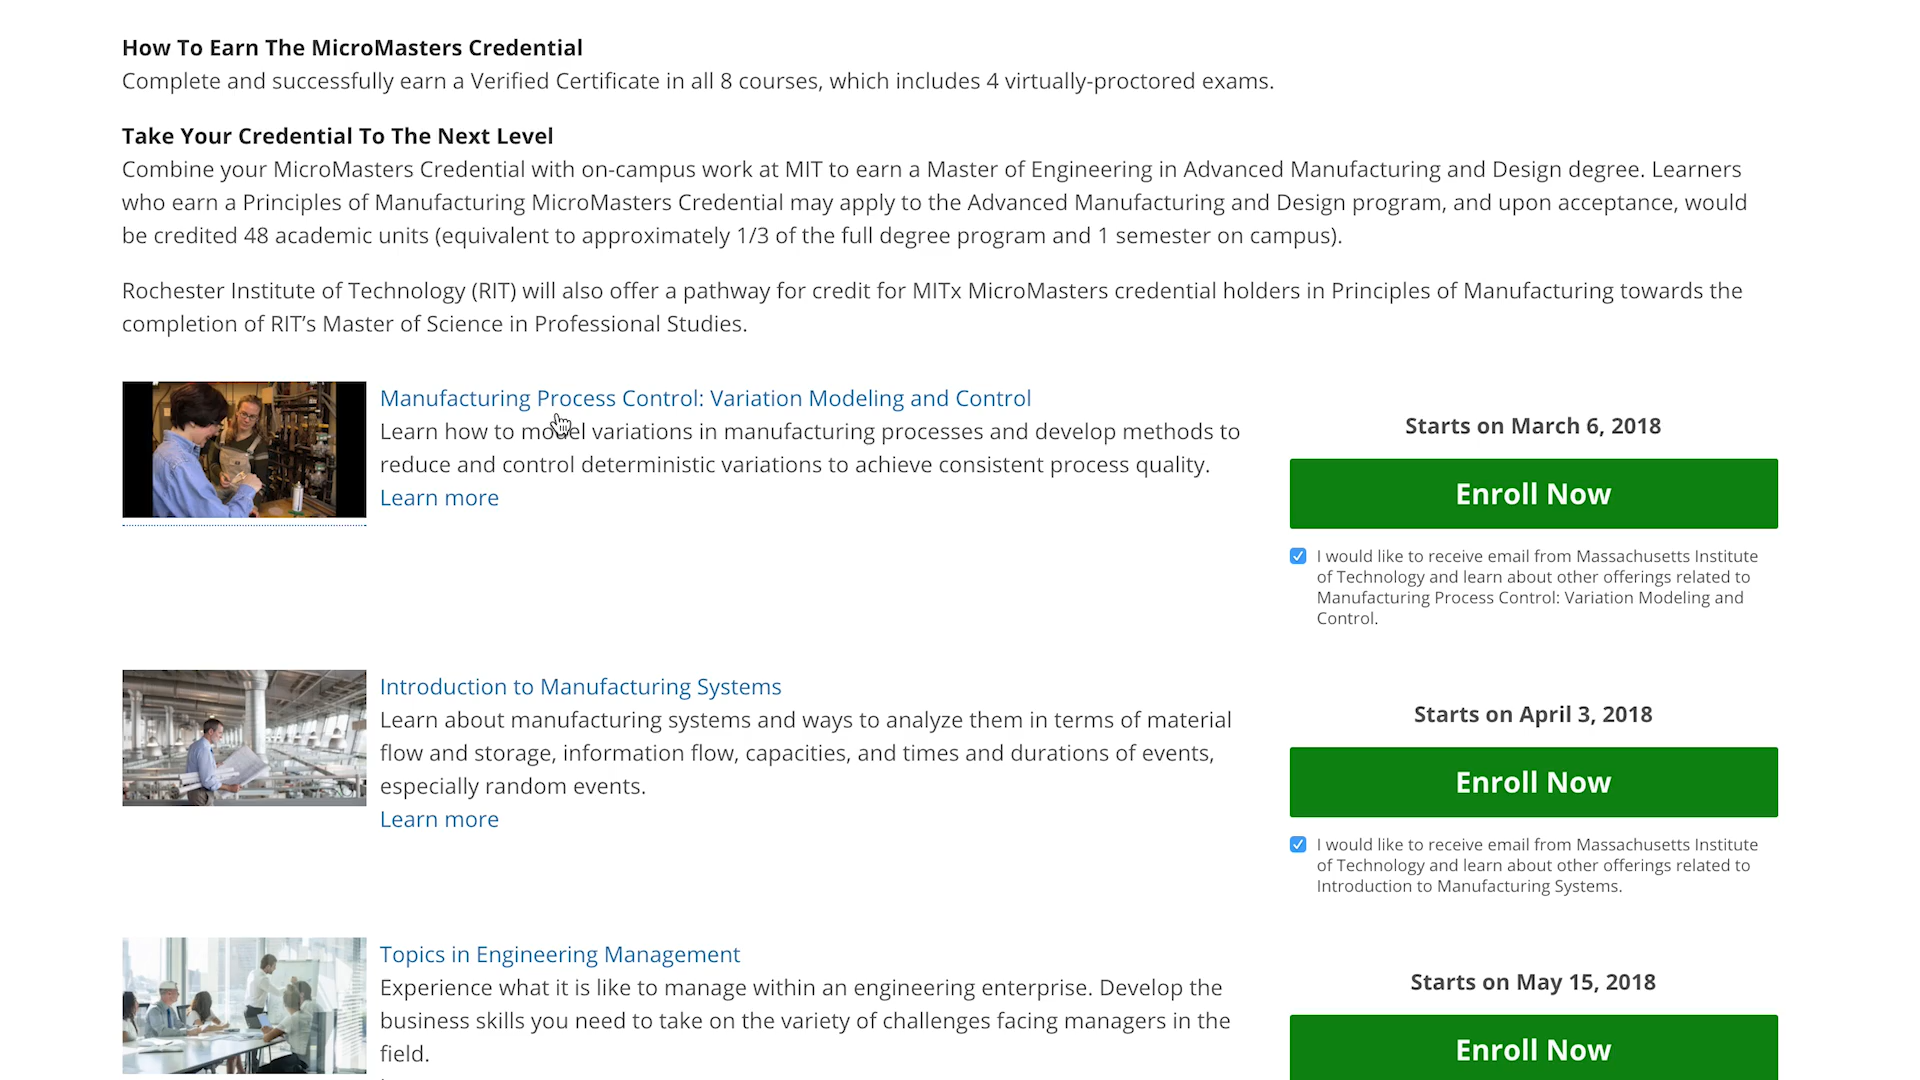 How To Earn The MicroMasters Credential
Complete and successfully earn a Verified Certificate in all 8 courses, which includes 4 virtually-proctored exams.
Take Your Credential To The Next Level
Combine your MicroMasters Credential with on-campus work at MIT to earn a Master of Engineering in Advanced Manufacturing and Design degree. Learners
who earn a Principles of Manufacturing MicroMasters Credential may apply to the Advanced Manufacturing and Design program, and upon acceptance, would
be credited 48 academic units (equivalent to approximately 1/3 of the full degree program and 1 semester on campus).
Rochester Institute of Technology (RIT) will also offer a pathway for credit for MITx MicroMasters credential holders in Principles of Manufacturing towards the
completion of RIT’s Master of Science in Professional Studies.
Manufacturing Process Control: Variation Modeling and Control
Learn how to model variations in manufacturing processes and develop methods to
reduce and control deterministic variations to achieve consistent process quality.
Learn more
Starts on March 6, 2018
Enroll Now
I would like to receive email from Massachusetts Institute
of Technology and learn about other offerings related to
Manufacturing Process Control: Variation Modeling and
Control.
Introduction to Manufacturing Systems
Learn about manufacturing systems and ways to analyze them in terms of material
flow and storage, information flow, capacities, and times and durations of events,
especially random events.
Learn more
Starts on April 3, 2018
Enroll Now
I would like to receive email from Massachusetts Institute
of Technology and learn about other offerings related to
Introduction to Manufacturing Systems.
Topics in Engineering Management
Experience what it is like to manage within an engineering enterprise. Develop the
business skills you need to take on the variety of challenges facing managers in the
field.
Starts on May 15, 2018
Enroll Now